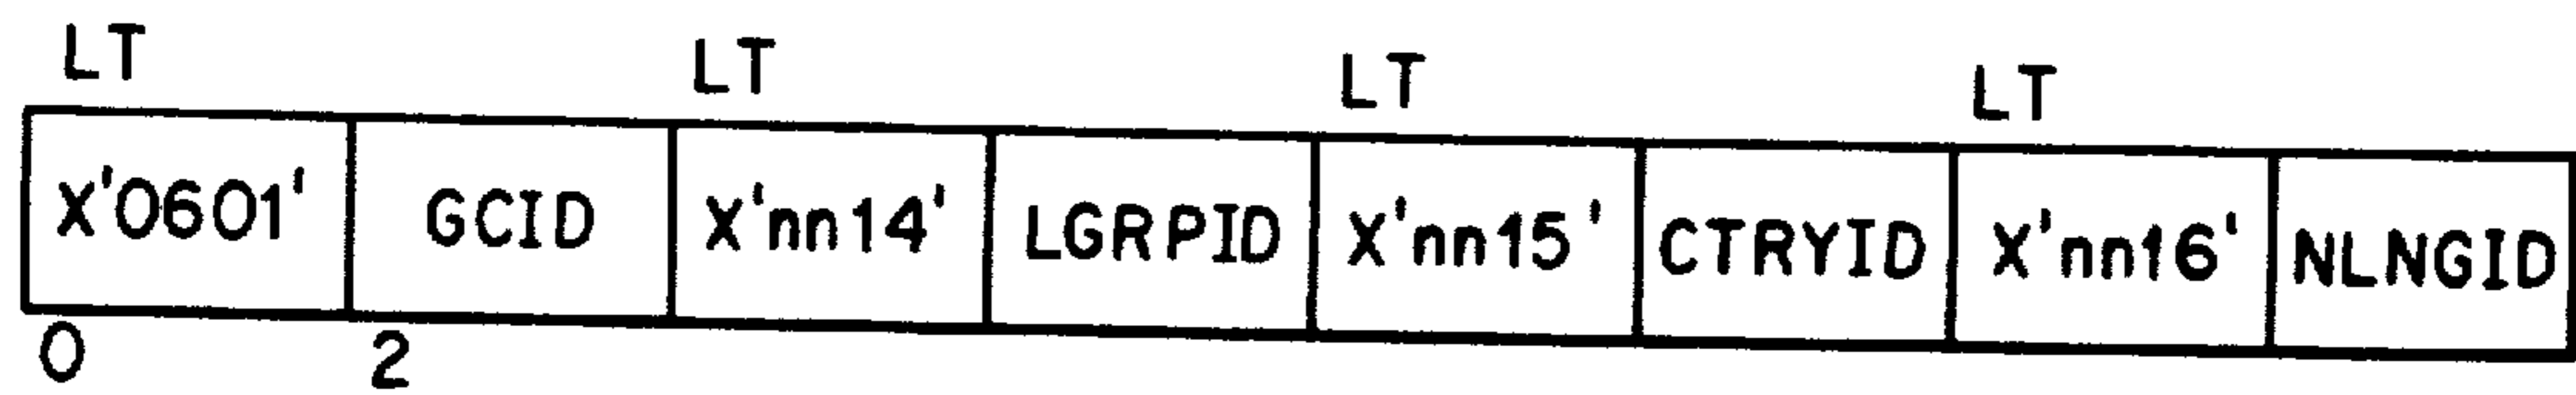 LT LT LT LT
X'0601' GCID X'nn14' LGRPID X'nn15' CTRYID X'nn16' NLNGID
0 2